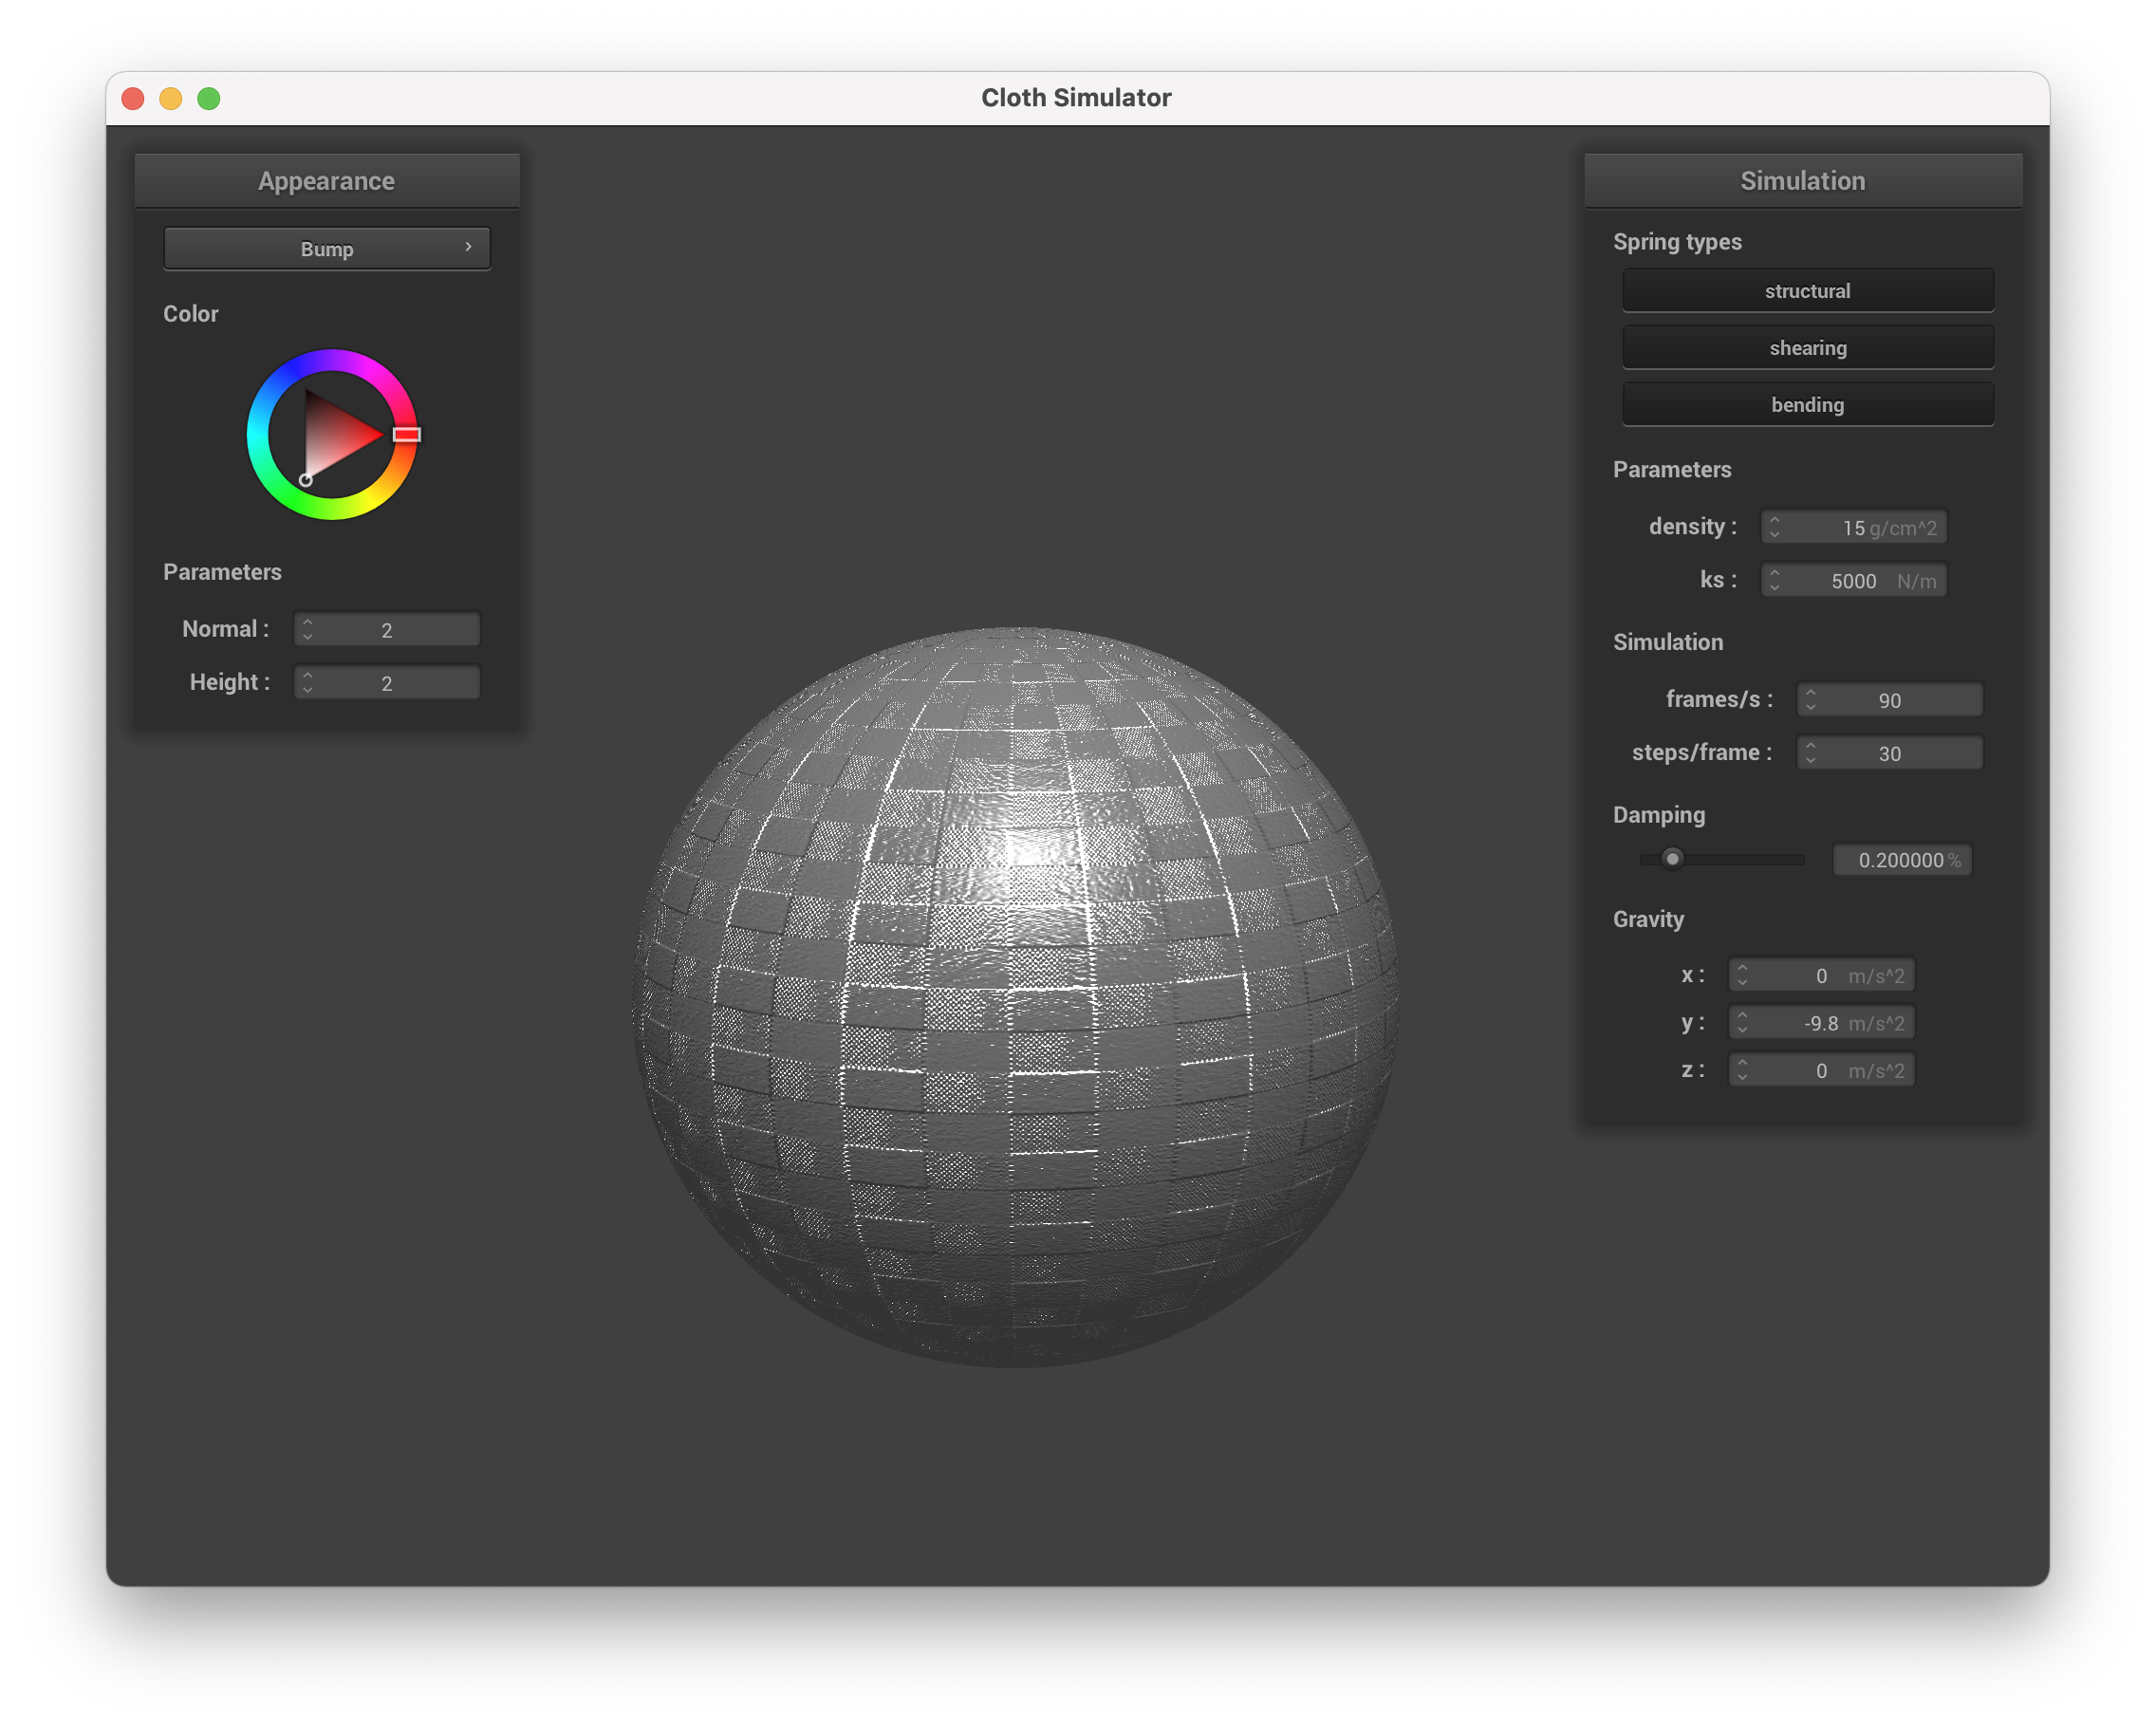 Cloth Simulator
Appearance
Bump
Color
Parameters
Normal : 2
Height : 2
Simulation
Spring types
structural
shearing
bending
Parameters
density : 15 g/cm^2
ks : 5000 N/m
Simulation
frames/s : 90
steps/frame : 30
Damping
0.200000 %
Gravity
x : 0 m/s^2
y : -9.8 m/s^2
z : 0 m/s^2